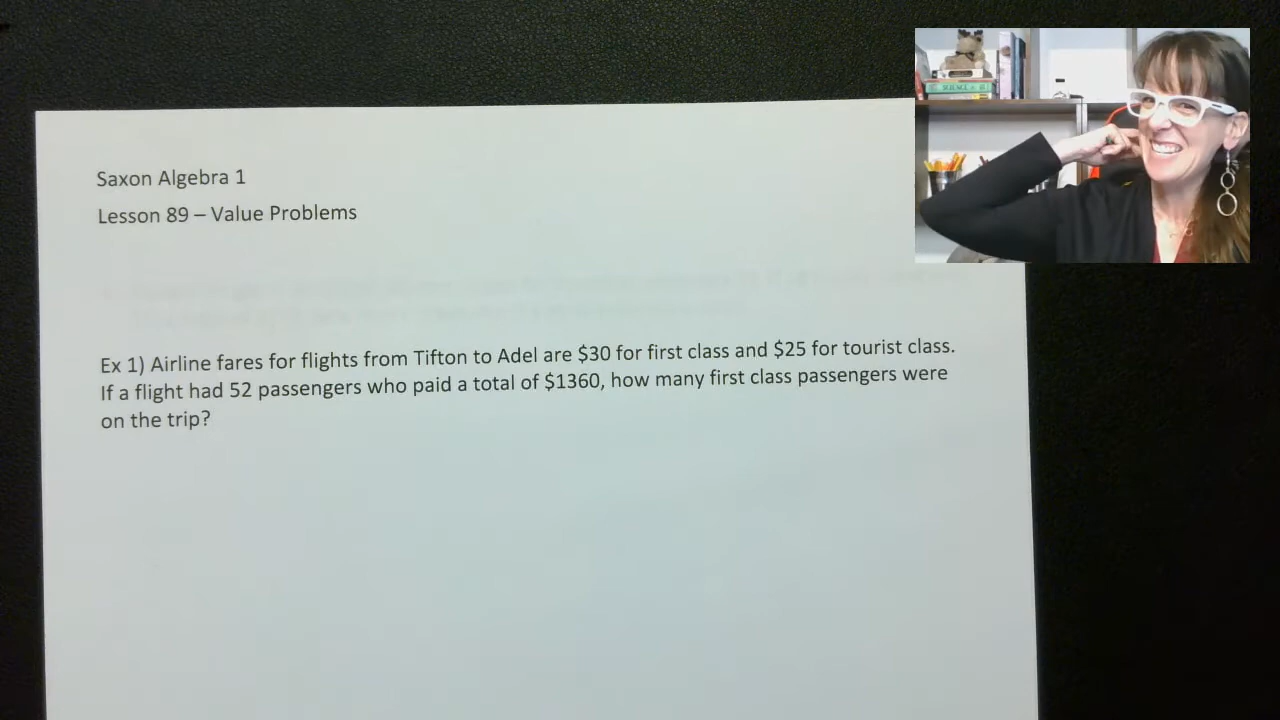 Saxon Algebra 1
Lesson 89 – Value Problems
Ex 1) Airline fares for flights from Tifton to Adel are $30 for first class and $25 for tourist class.
If a flight had 52 passengers who paid a total of $1360, how many first class passengers were
on the trip?